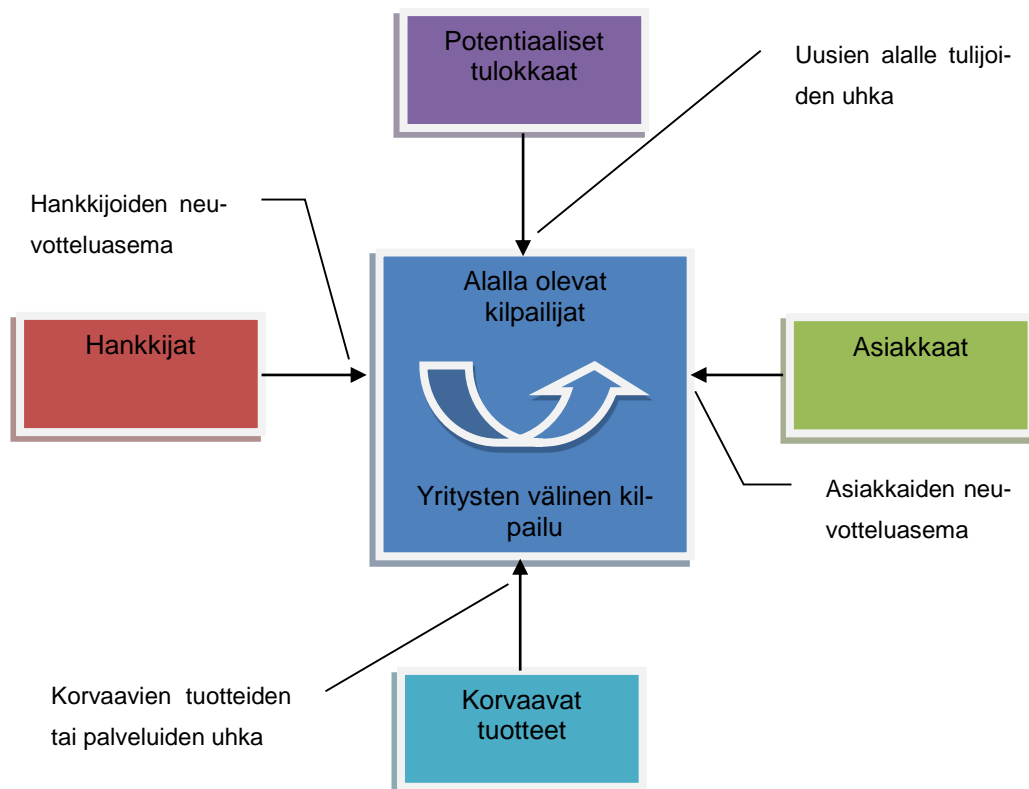 Potentiaaliset
tulokkaat
Uusien alalle tulijoi-
den uhka
Hankkijoiden neu-
votteluasema
Alalla olevat
kilpailijat
Hankkijat
Asiakkaat
Yritysten välinen kil-
pailu
Asiakkaiden neu-
votteluasema
Korvaavien tuotteiden
tai palveluiden uhka
Korvaavat
tuotteet